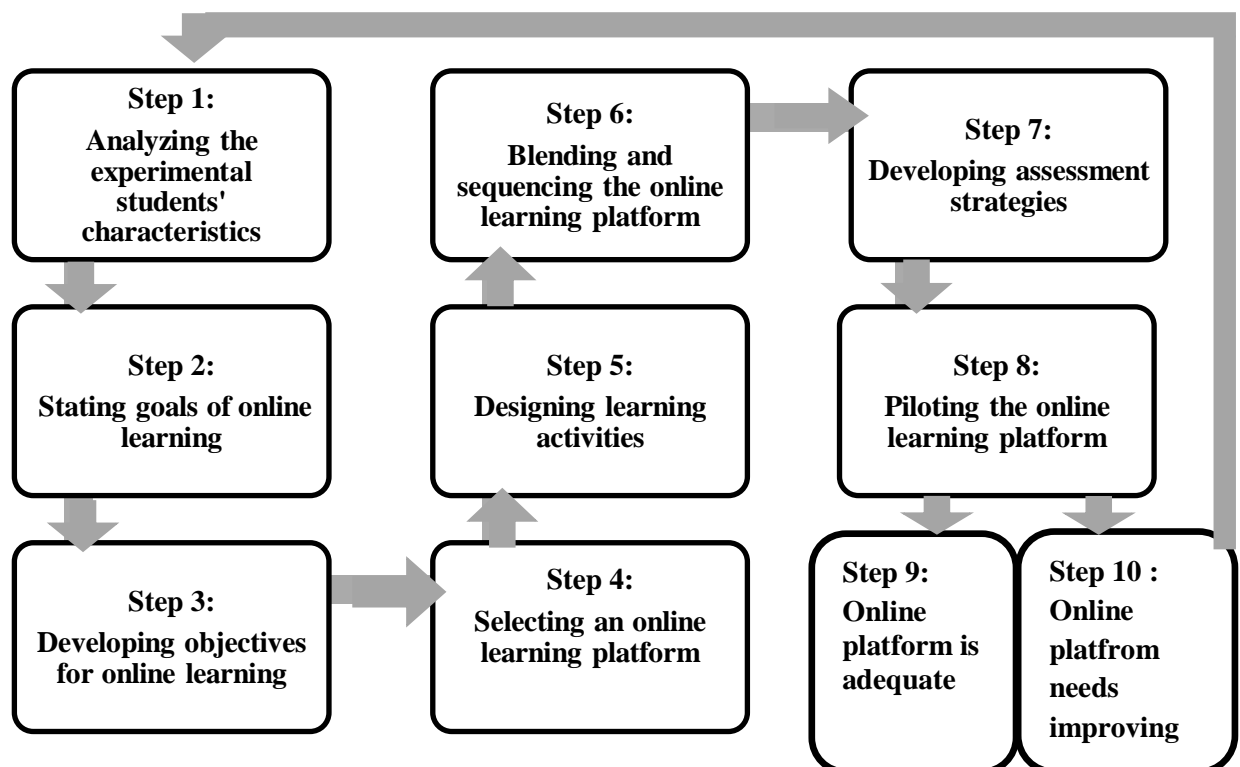 Step 1:
Analyzing the
experimental
students'
characteristics
Step 2:
Stating goals of online
learning
Step 3:
Developing objectives
for online learning
Step 4:
Selecting an online
learning platform
Step 5:
Designing learning
activities
Step 6:
Blending and
sequencing the online
learning platform
Step 7:
Developing assessment
strategies
Step 8:
Piloting the online
learning platform
Step 9:
Online
platform is
adequate
Step 10 :
Online
platfrom
needs
improving